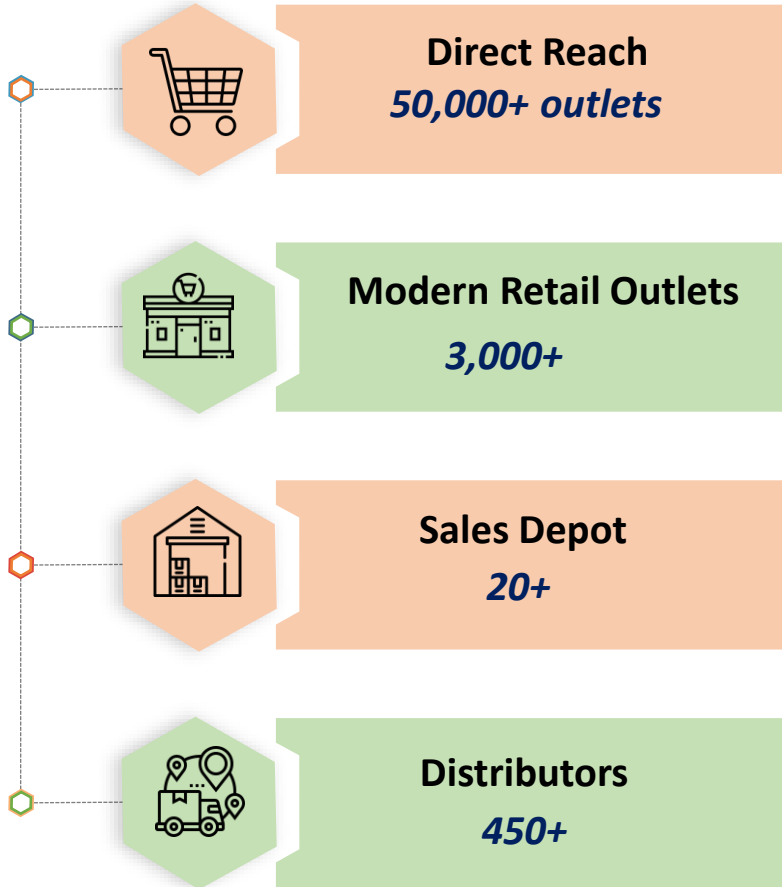 Direct Reach
50,000+ outlets
Modern Retail Outlets
3,000+
Sales Depot
20+
Distributors
450+